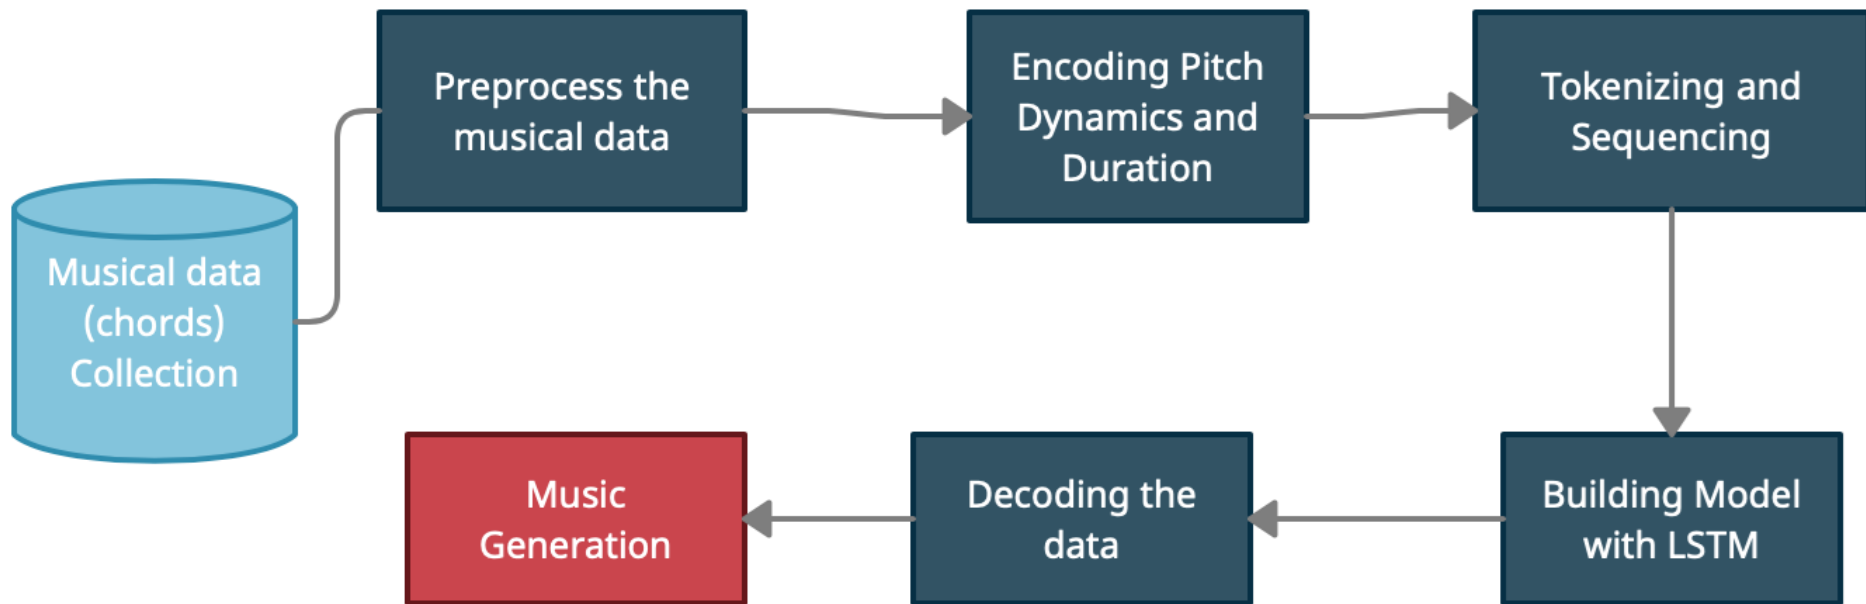 Musical data
(chords)
Collection
Preprocess the
musical data
Encoding Pitch
Dynamics and
Duration
Tokenizing and
Sequencing
Building Model
with LSTM
Decoding the
data
Music
Generation